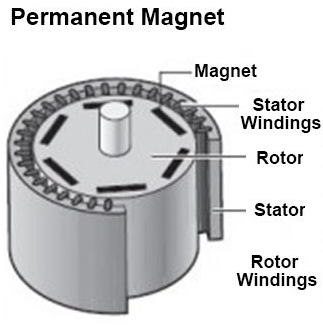 Permanent Magnet
Magnet
Stator
Windings
Rotor
Stator
Rotor
Windings